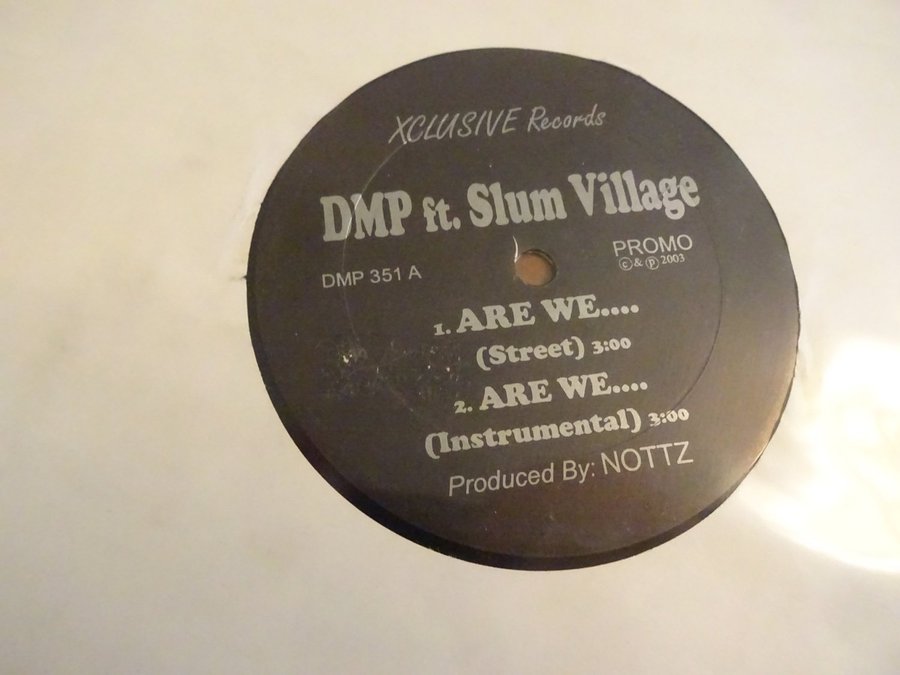 XCLUSIVE Records
DMP ft. Slum Village
DMP 351 A
PROMO
©&℗ 2003
1. ARE WE....
(Street) 3:00
2. ARE WE....
(Instrumental) 3:00
Produced By: NOTTZ